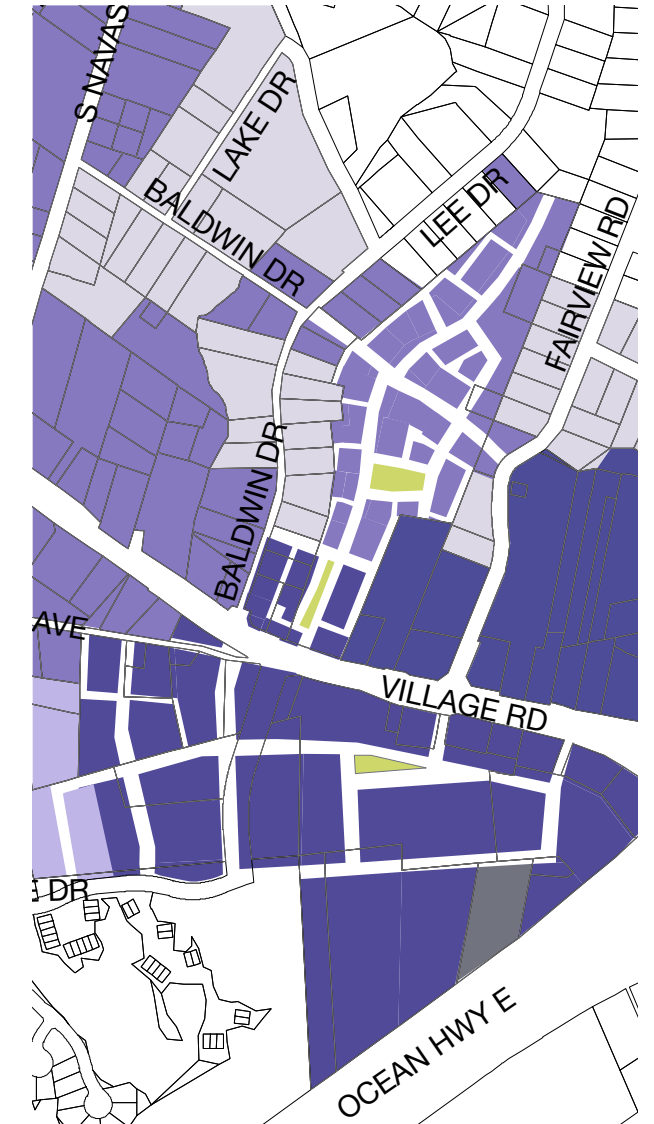 S NAVAS
LAKE DR
BALDWIN DR
LEE DR
FAIRVIEW RD
BALDWIN DR
AVE
VILLAGE RD
E DR
OCEAN HWY E